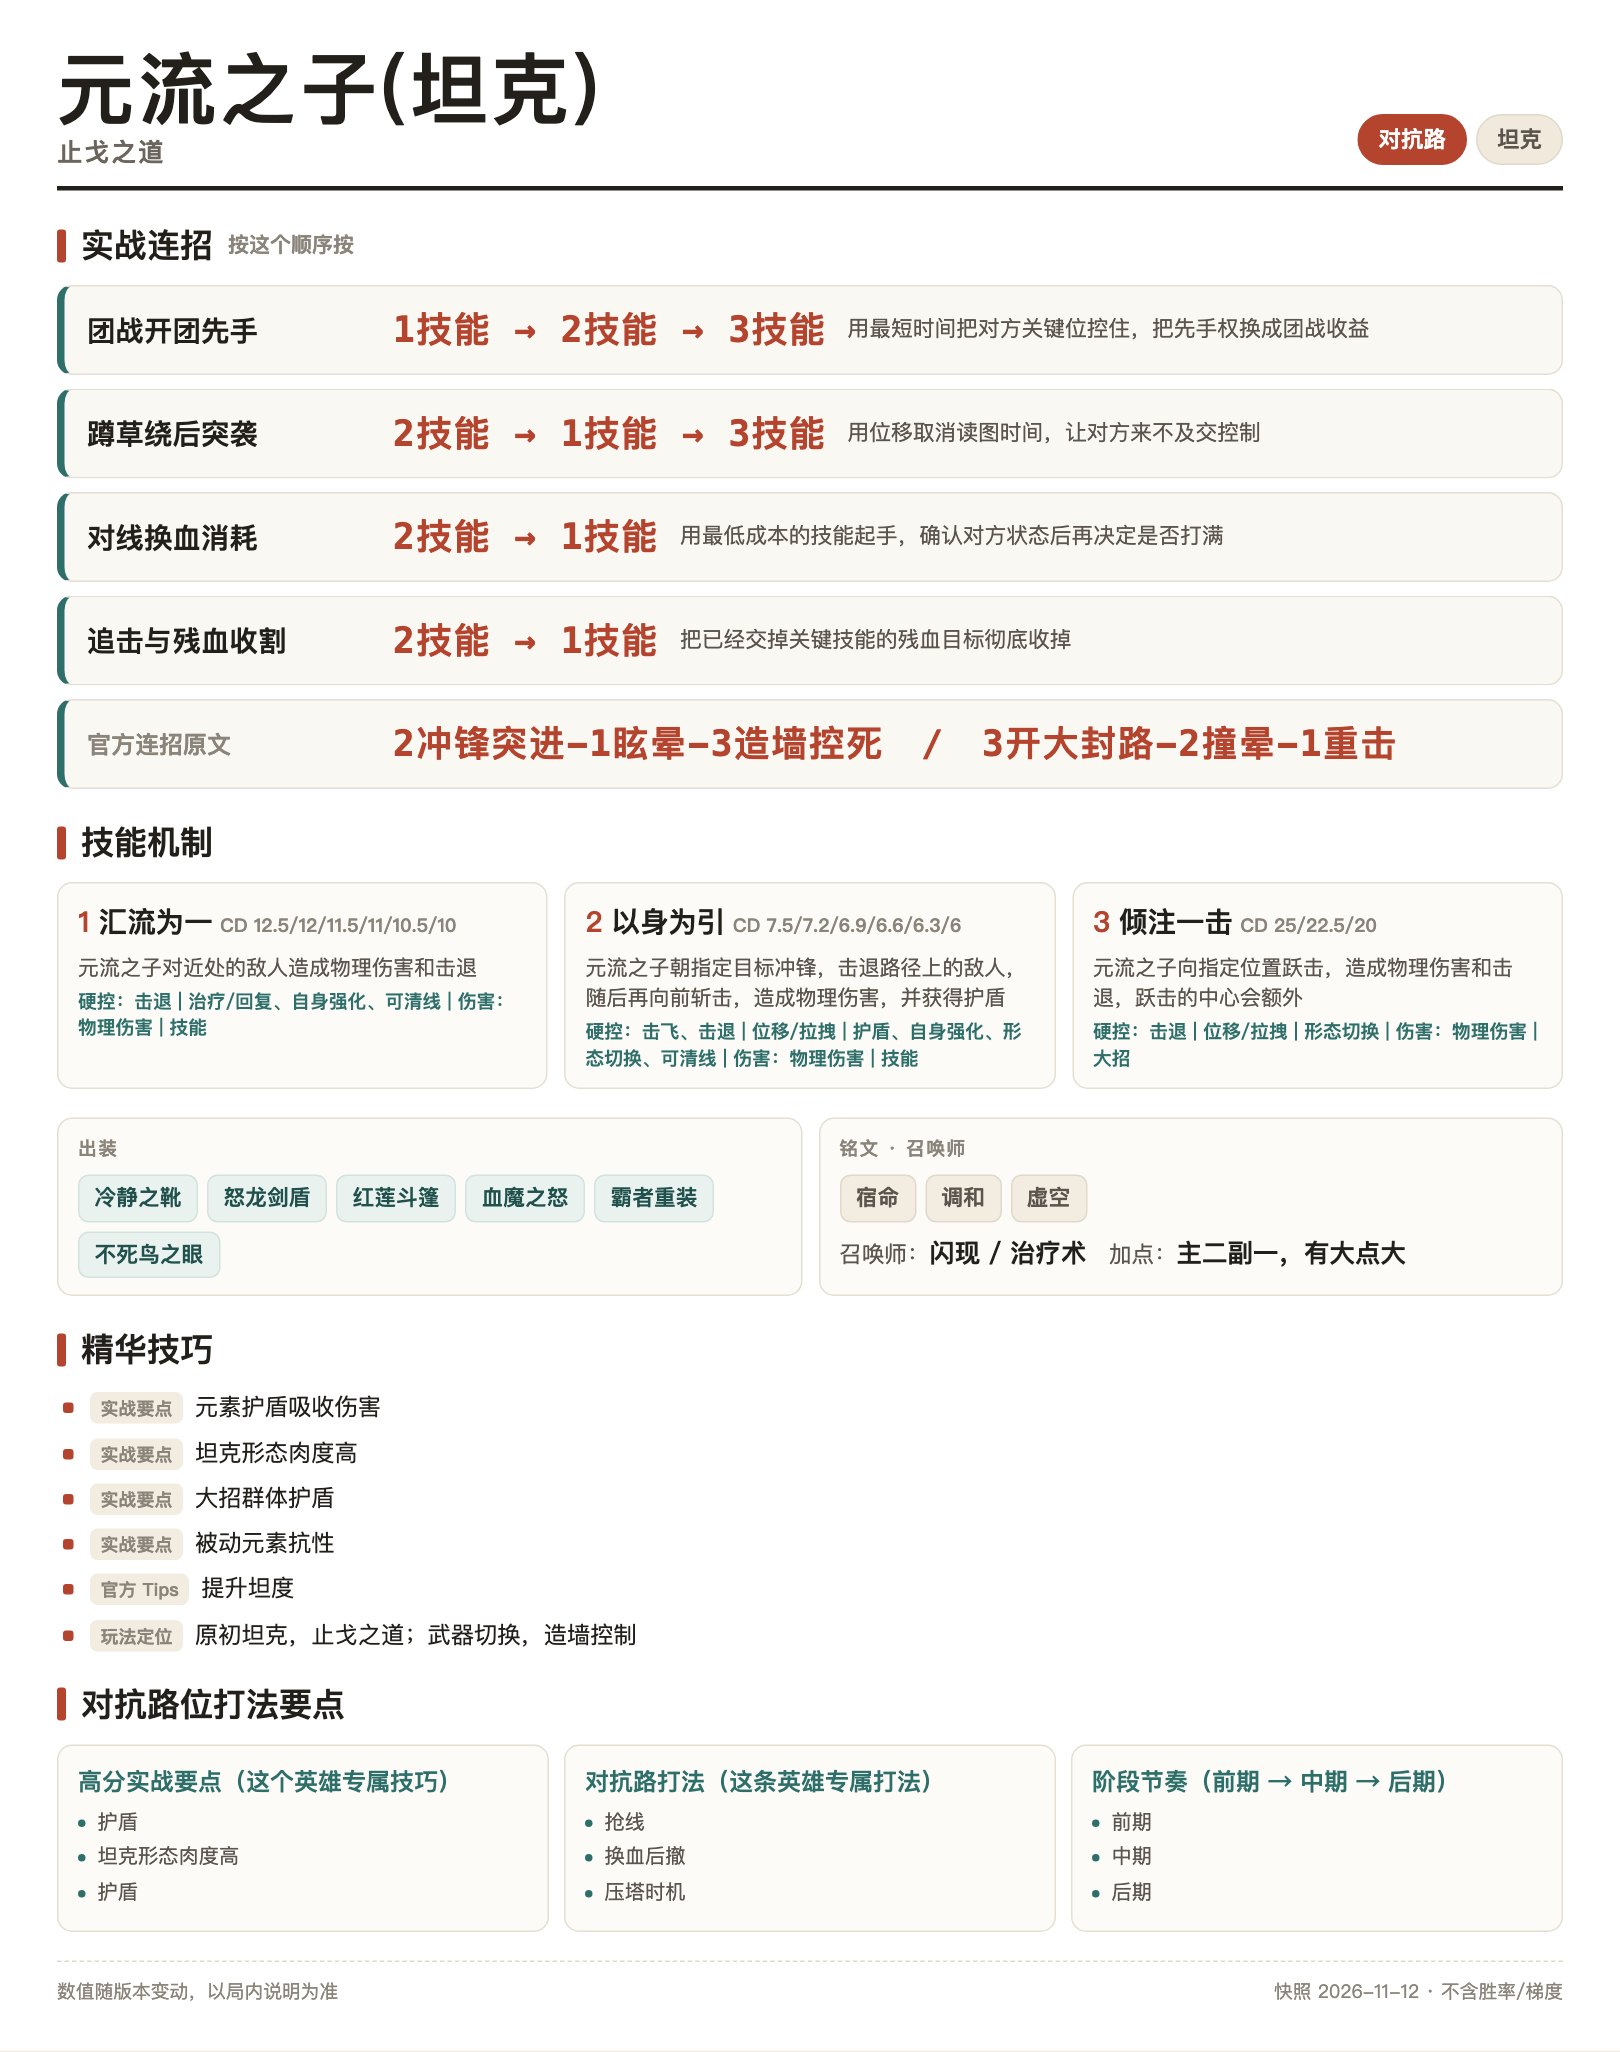 元流之子(坦克)
止戈之道
对抗路 坦克
实战连招 按这个顺序按
团战开团先手 1技能 → 2技能 → 3技能 用最短时间把对方关键位控住，把先手权换成团战收益
蹲草绕后突袭 2技能 → 1技能 → 3技能 用位移取消读图时间，让对方来不及交控制
对线换血消耗 2技能 → 1技能 用最低成本的技能起手，确认对方状态后再决定是否打满
追击与残血收割 2技能 → 1技能 把已经交掉关键技能的残血目标彻底收掉
官方连招原文 2冲锋突进–1眩晕–3造墙控死 / 3开大封路–2撞晕–1重击
技能机制
1 汇流为一 CD 12.5/12/11.5/11/10.5/10
元流之子对近处的敌人造成物理伤害和击退
硬控：击退 | 治疗/回复、自身强化、可清线 | 伤害：
物理伤害 | 技能
2 以身为引 CD 7.5/7.2/6.9/6.6/6.3/6
元流之子朝指定目标冲锋，击退路径上的敌人，
随后再向前斩击，造成物理伤害，并获得护盾
硬控：击飞、击退 | 位移/拉拽 | 护盾、自身强化、形
态切换、可清线 | 伤害：物理伤害 | 技能
3 倾注一击 CD 25/22.5/20
元流之子向指定位置跃击，造成物理伤害和击
退，跃击的中心会额外
硬控：击退 | 位移/拉拽 | 形态切换 | 伤害：物理伤害 |
大招
出装
冷静之靴 怒龙剑盾 红莲斗篷 血魔之怒 霸者重装
不死鸟之眼
铭文 · 召唤师
宿命 调和 虚空
召唤师：闪现 / 治疗术 加点：主二副一，有大点大
精华技巧
实战要点 元素护盾吸收伤害
实战要点 坦克形态肉度高
实战要点 大招群体护盾
实战要点 被动元素抗性
官方 Tips 提升坦度
玩法定位 原初坦克，止戈之道；武器切换，造墙控制
对抗路位打法要点
高分实战要点（这个英雄专属技巧）
护盾
坦克形态肉度高
护盾
对抗路打法（这条英雄专属打法）
抢线
换血后撤
压塔时机
阶段节奏（前期 → 中期 → 后期）
前期
中期
后期
数值随版本变动，以局内说明为准
快照 2026–11–12 · 不含胜率/梯度